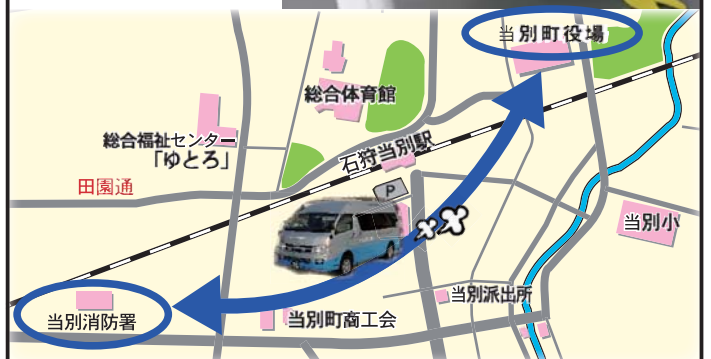 当別町役場
総合体育館
総合福祉センター
「ゆとろ」
石狩当別駅
田園通
P
当別小
当別派出所
当別消防署
当別町商工会